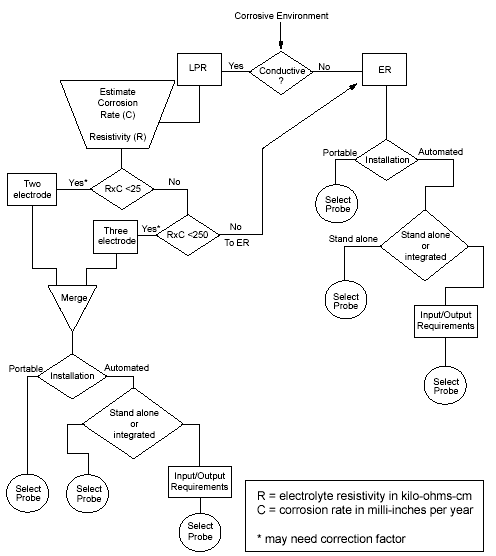 Corrosive Environment
LPR
Yes
Conductive
?
No
ER
Estimate
Corrosion
Rate (C)
Resistivity (R)
Portable
Installation
Automated
Two
electrode
Yes*
RxC <25
No
Select
Probe
Three
electrode
Yes*
RxC <250
No
To ER
Stand alone
Stand alone
or
integrated
Merge
Select
Probe
Input/Output
Requirements
Portable
Installation
Automated
Select
Probe
Stand alone
or
integrated
Select
Probe
Select
Probe
Input/Output
Requirements
Select
Probe
R = electrolyte resistivity in kilo-ohms-cm
C = corrosion rate in milli-inches per year
* may need correction factor